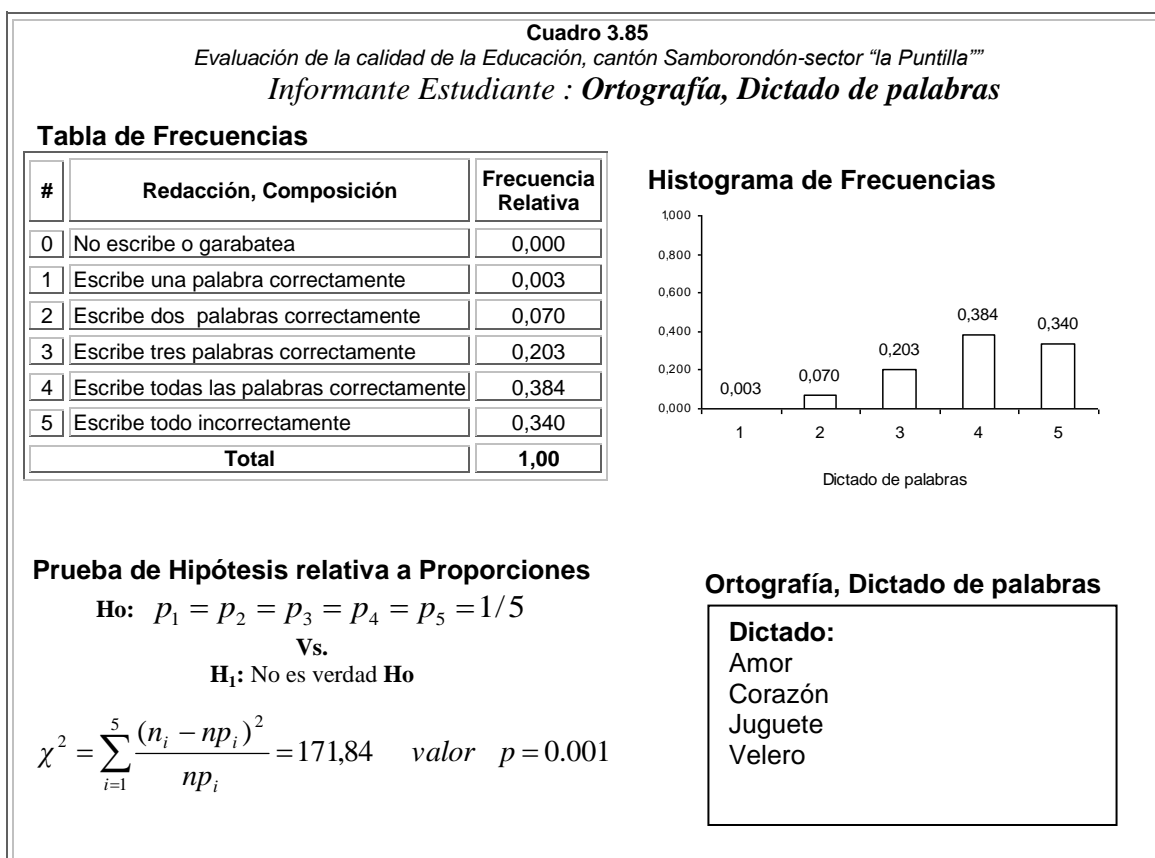 Cuadro 3.85
Evaluación de la calidad de la Educación, cantón Samborondón-sector “la Puntilla””
Informante Estudiante : Ortografía, Dictado de palabras
Tabla de Frecuencias
# Redacción, Composición Frecuencia Relativa
0 No escribe o garabatea 0,000
1 Escribe una palabra correctamente 0,003
2 Escribe dos palabras correctamente 0,070
3 Escribe tres palabras correctamente 0,203
4 Escribe todas las palabras correctamente 0,384
5 Escribe todo incorrectamente 0,340
Total 1,00
Histograma de Frecuencias
1,000
0,800
0,600
0,400
0,200
0,000
0,003 0,070 0,203 0,384 0,340
1 2 3 4 5
Dictado de palabras
Prueba de Hipótesis relativa a Proporciones
Ho: p₁ = p₂ = p₃ = p₄ = p₅ = 1/5
Vs.
H₁: No es verdad Ho
χ² = ∑ᵢ₌₁⁵ (nᵢ − npᵢ)² / npᵢ = 171,84 valor p = 0.001
Ortografía, Dictado de palabras
Dictado:
Amor
Corazón
Juguete
Velero